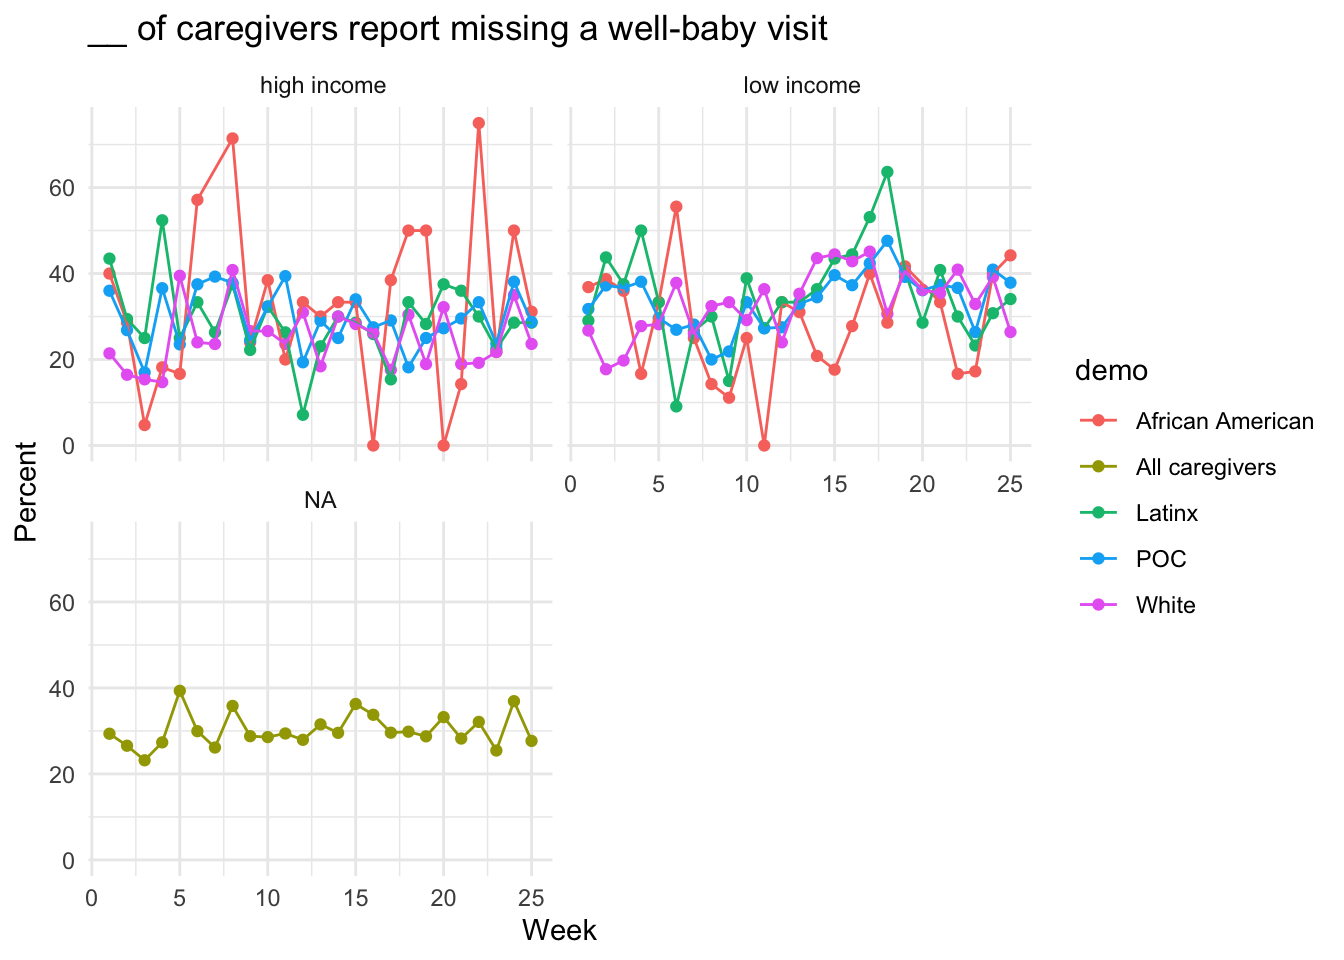 __ of caregivers report missing a well-baby visit
high income
low income
60
40
20
0
0 5 10 15 20 25
NA
60
40
20
0
0 5 10 15 20 25
Percent
Week
demo
African American
All caregivers
Latinx
POC
White